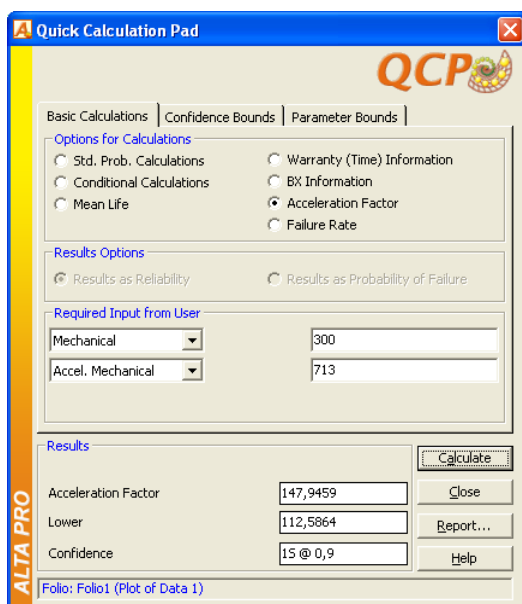 Quick Calculation Pad
QCP
Basic Calculations
Confidence Bounds
Parameter Bounds
Options for Calculations
Std. Prob. Calculations
Warranty (Time) Information
Conditional Calculations
BX Information
Mean Life
Acceleration Factor
Failure Rate
Results Options
Results as Reliability
Results as Probability of Failure
Required Input from User
Mechanical
300
Accel. Mechanical
713
Results
Calculate
Acceleration Factor
147,9459
Close
Lower
112,5864
Report...
Confidence
1S @ 0,9
Help
ALTA PRO
Folio: Folio1 (Plot of Data 1)